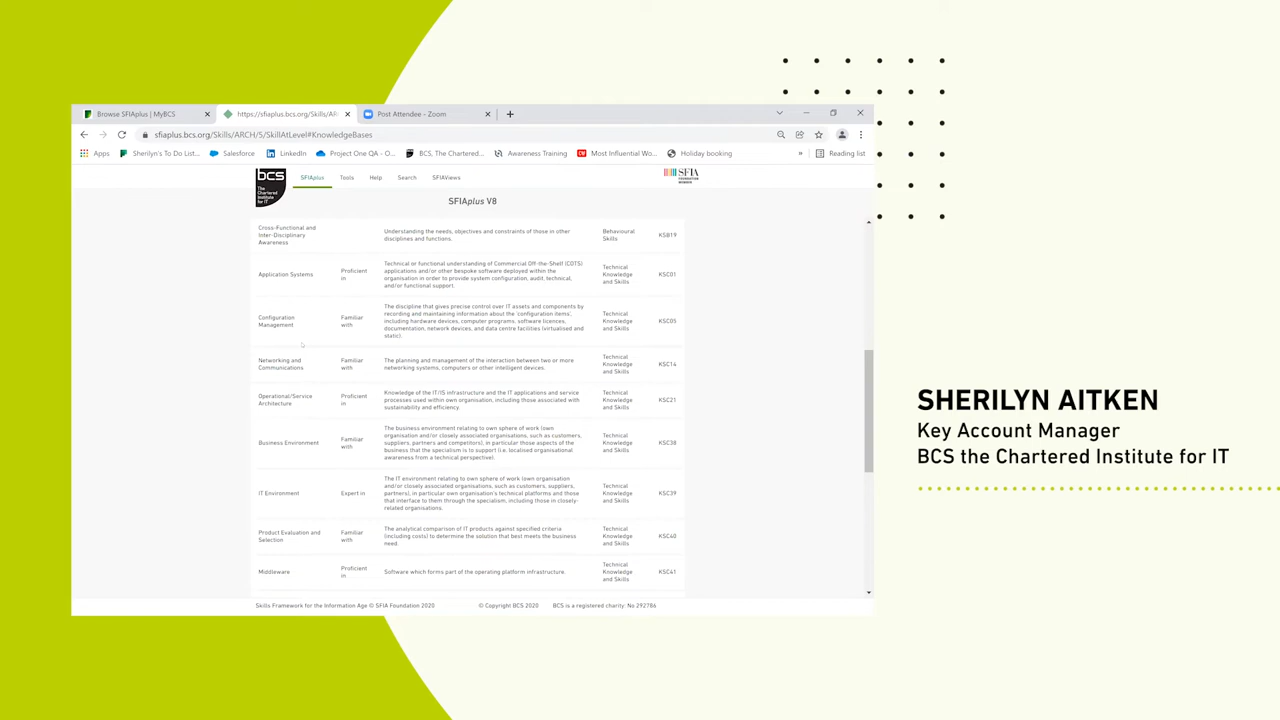 Browse SFIAplus | MyBCS
https://sfiaplus.bcs.org/Skills/AR
Post Attendee - Zoom
sfiaplus.bcs.org/Skills/ARCH/5/SkillAtLevel#KnowledgeBases
Apps
Sherilyn's To Do List...
Salesforce
LinkedIn
Project One QA - O...
BCS, The Chartered...
Awareness Training
Most Influential Wo...
Holiday booking
»
Reading list
bcs
The
Chartered
Institute
for IT
SFIAplus
Tools
Help
Search
SFIAViews
SFIA
SFIAplus V8
Cross-Functional and
Inter-Disciplinary
Awareness
Understanding the needs, objectives and constraints of those in other
disciplines and functions.
Behavioural
Skills
KSB19
Application Systems
Proficient
in
Technical or functional understanding of Commercial Off-the-Shelf (COTS)
applications and/or other bespoke software deployed within the
organisation in order to provide system configuration, audit, technical,
and/or functional support.
Technical
Knowledge
and Skills
KSC01
Configuration
Management
Familiar
with
The discipline that gives precise control over IT assets and components by
recording and maintaining information about the 'configuration items',
including hardware devices, computer programs, software licences,
documentation, network devices, and data centre facilities (virtualised and
static).
Technical
Knowledge
and Skills
KSC05
Networking and
Communications
Familiar
with
The planning and management of the interaction between two or more
networking systems, computers or other intelligent devices.
Technical
Knowledge
and Skills
KSC14
Operational/Service
Architecture
Proficient
in
Knowledge of the IT/IS infrastructure and the IT applications and service
processes used within own organisation, including those associated with
sustainability and efficiency.
Technical
Knowledge
and Skills
KSC21
Business Environment
Familiar
with
The business environment relating to own sphere of work (own
organisation and/or closely associated organisations, such as customers,
suppliers, partners and competitors), in particular those aspects of the
business that the specialism is to support (i.e. localised organisational
awareness from a technical perspective).
Technical
Knowledge
and Skills
KSC38
IT Environment
Expert in
The IT environment relating to own sphere of work (own organisation
and/or closely associated organisations, such as customers, suppliers,
partners), in particular own organisation's technical platforms and those
that interface to them through the specialism, including those in closely-
related organisations.
Technical
Knowledge
and Skills
KSC39
Product Evaluation and
Selection
Familiar
with
The analytical comparison of IT products against specified criteria
(including costs) to determine the solution that best meets the business
need.
Technical
Knowledge
and Skills
KSC40
Middleware
Proficient
in
Software which forms part of the operating platform infrastructure.
Technical
Knowledge
and Skills
KSC41
Skills Framework for the Information Age © SFIA Foundation 2020
© Copyright BCS 2020
BCS is a registered charity: No 292786
SHERILYN AITKEN
Key Account Manager
BCS the Chartered Institute for IT